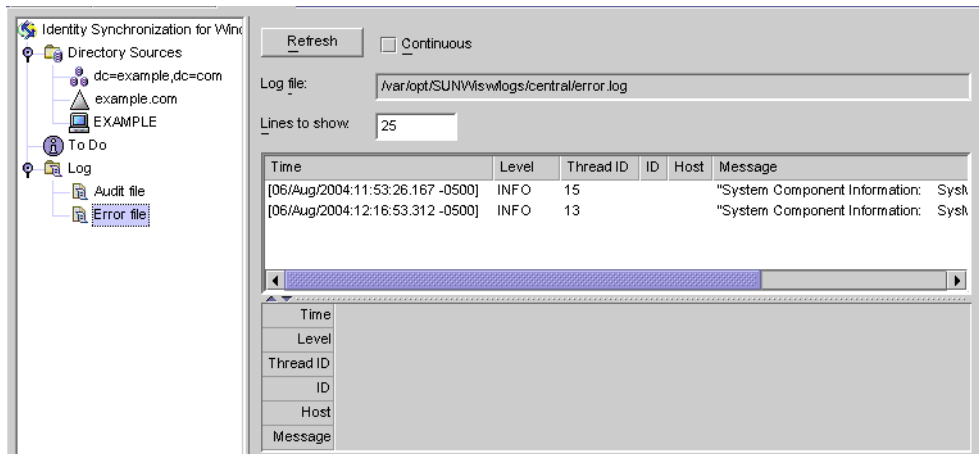 Identity Synchronization for Wind
Directory Sources
dc=example,dc=com
example.com
EXAMPLE
To Do
Log
Audit file
Error file
Refresh
Continuous
Log file:
/var/opt/SUNWisw/logs/central/error.log
Lines to show:
25
Time Level Thread ID ID Host Message
[06/Aug/2004:11:53:26.167 -0500] INFO 15 "System Component Information: SysM
[06/Aug/2004:12:16:53.312 -0500] INFO 13 "System Component Information: SysM
Time
Level
Thread ID
ID
Host
Message